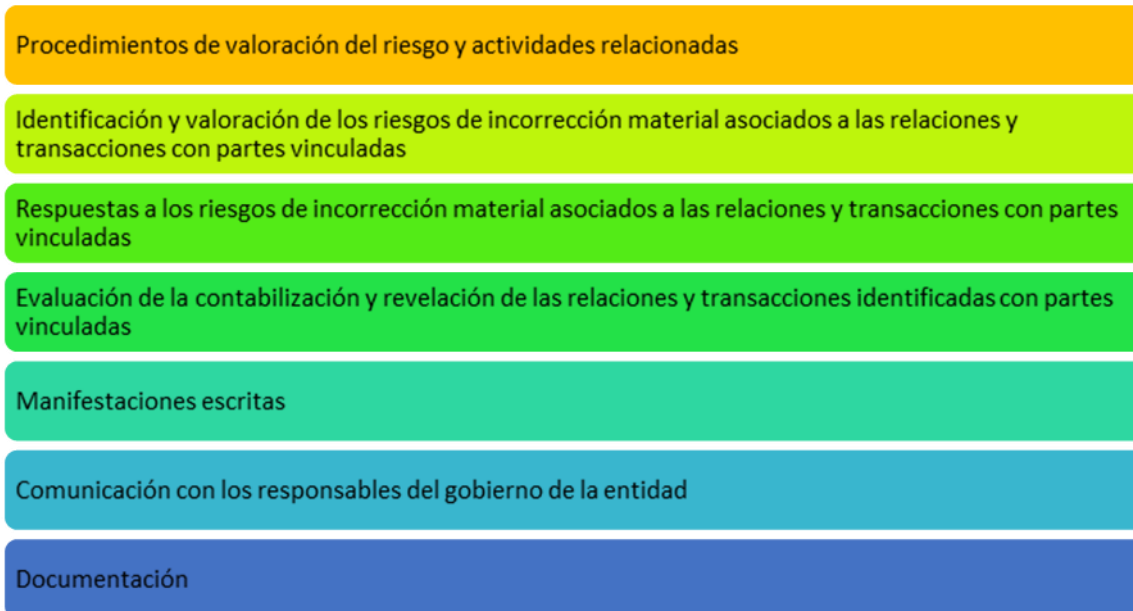 Procedimientos de valoración del riesgo y actividades relacionadas
Identificación y valoración de los riesgos de incorrección material asociados a las relaciones y
transacciones con partes vinculadas
Respuestas a los riesgos de incorrección material asociados a las relaciones y transacciones con partes
vinculadas
Evaluación de la contabilización y revelación de las relaciones y transacciones identificadas con partes
vinculadas
Manifestaciones escritas
Comunicación con los responsables del gobierno de la entidad
Documentación